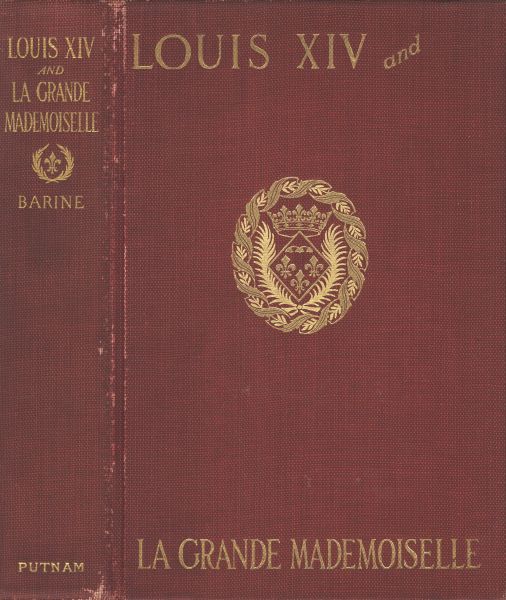 LOUIS XIV
AND
LA GRANDE
MADEMOISELLE
BARINE
PUTNAM
LOUIS XIV and
LA GRANDE MADEMOISELLE